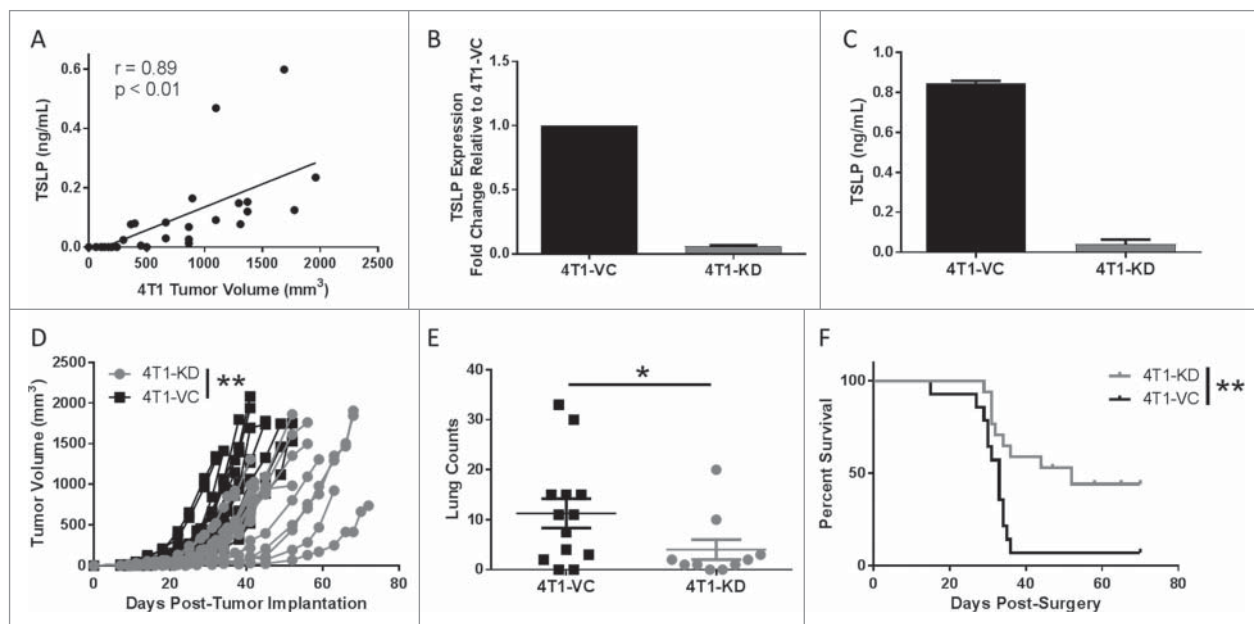 A
r = 0.89
p < 0.01
TSLP (ng/mL)
0.6
0.4
0.2
0.0
0 500 1000 1500 2000 2500
4T1 Tumor Volume (mm³)
B
TSLP Expression
Fold Change Relative to 4T1-VC
1.5
1.0
0.5
0.0
4T1-VC 4T1-KD
C
TSLP (ng/mL)
1.0
0.8
0.6
0.4
0.2
0.0
4T1-VC 4T1-KD
D
4T1-KD
4T1-VC
**
Tumor Volume (mm³)
2500
2000
1500
1000
500
0
0 20 40 60 80
Days Post-Tumor Implantation
E
*
Lung Counts
40
30
20
10
0
4T1-VC 4T1-KD
F
4T1-KD
4T1-VC
**
Percent Survival
100
50
0
0 20 40 60 80
Days Post-Surgery